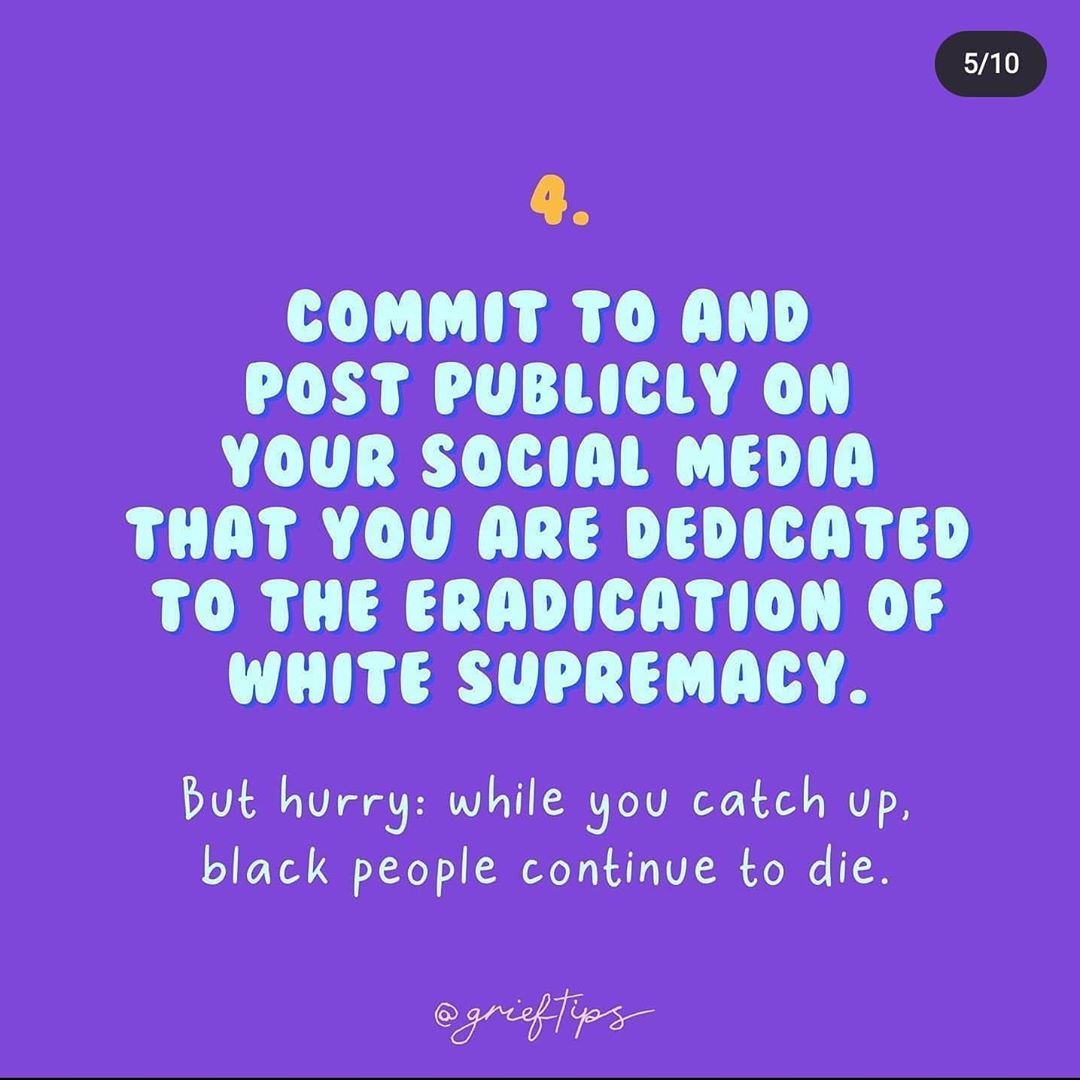 5/10
4.
COMMIT TO AND
POST PUBLICLY ON
YOUR SOCIAL MEDIA
THAT YOU ARE DEDICATED
TO THE ERADICATION OF
WHITE SUPREMACY.
But hurry: while you catch up,
black people continue to die.
@grieftips